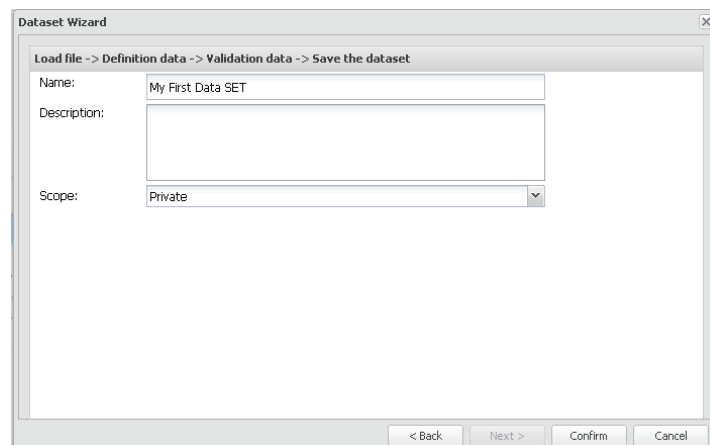 Dataset Wizard
Load file -> Definition data -> Validation data -> Save the dataset
Name: My First Data SET
Description:
Scope: Private
< Back Next > Confirm Cancel